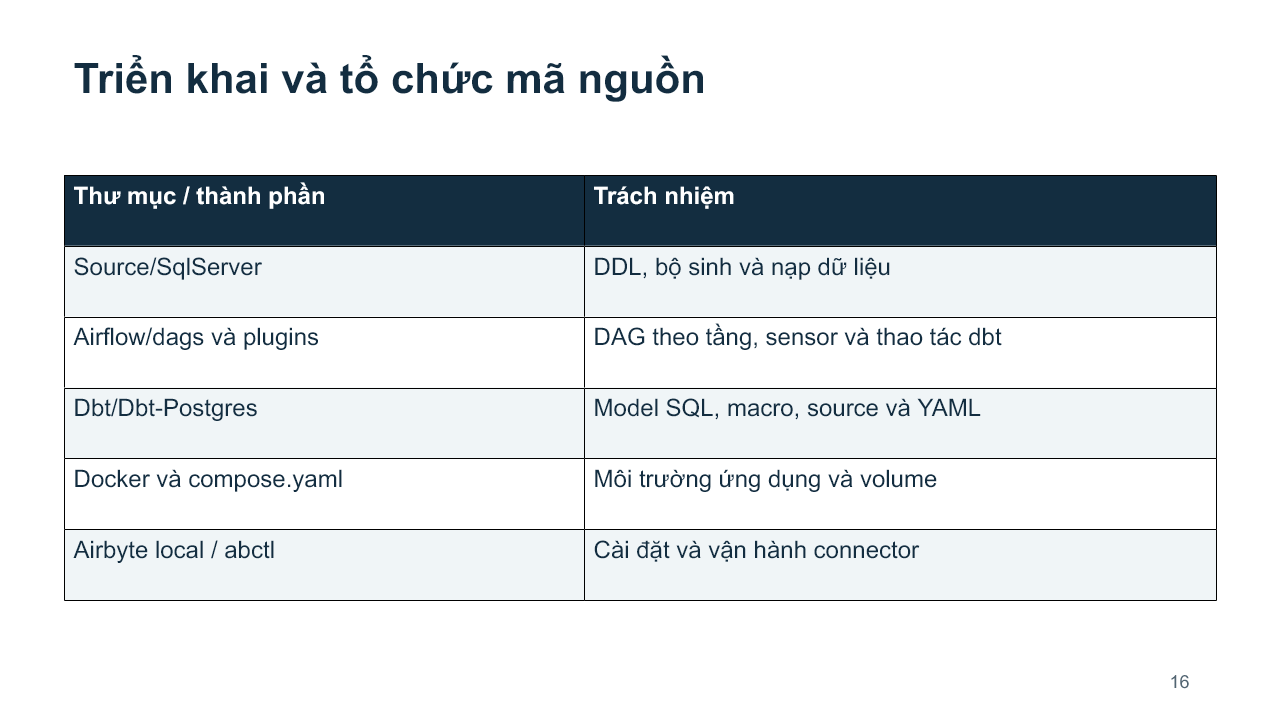 Triển khai và tổ chức mã nguồn
Thư mục / thành phần
Trách nhiệm
Source/SqlServer
DDL, bộ sinh và nạp dữ liệu
Airflow/dags và plugins
DAG theo tầng, sensor và thao tác dbt
Dbt/Dbt-Postgres
Model SQL, macro, source và YAML
Docker và compose.yaml
Môi trường ứng dụng và volume
Airbyte local / abctl
Cài đặt và vận hành connector
16